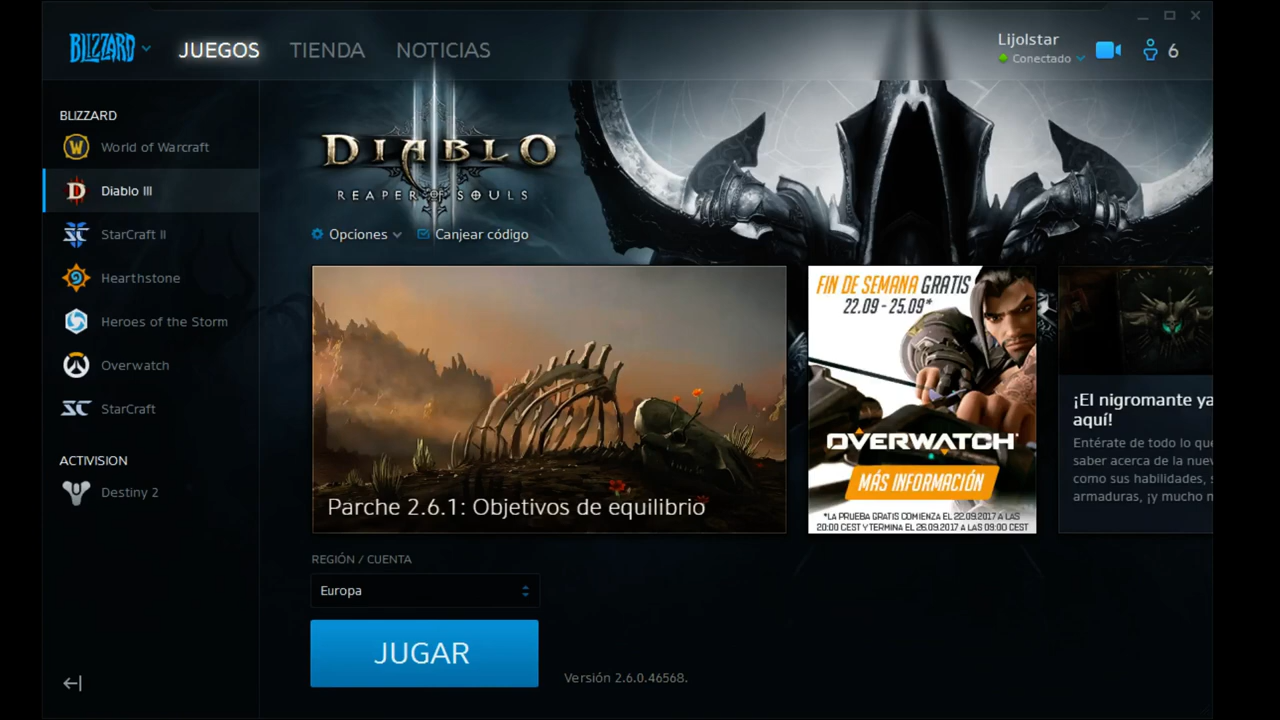 BLIZZARD
JUEGOS
TIENDA
NOTICIAS
Lijolstar
Conectado
6
BLIZZARD
World of Warcraft
Diablo III
StarCraft II
Hearthstone
Heroes of the Storm
Overwatch
StarCraft
ACTIVISION
Destiny 2
DIABLO
III
REAPER OF SOULS
Opciones
Canjear código
Parche 2.6.1: Objetivos de equilibrio
FIN DE SEMANA GRATIS
22.09 - 25.09*
OVERWATCH
MÁS INFORMACIÓN
*LA PRUEBA GRATIS COMIENZA EL 22.09.2017 A LAS
20:00 CEST Y TERMINA EL 26.09.2017 A LAS 09:00 CEST
¡El nigromante ya
aquí!
Entérate de todo lo que
saber acerca de la nuev
como sus habilidades, s
armaduras, ¡y mucho m
REGIÓN / CUENTA
Europa
JUGAR
Versión 2.6.0.46568.